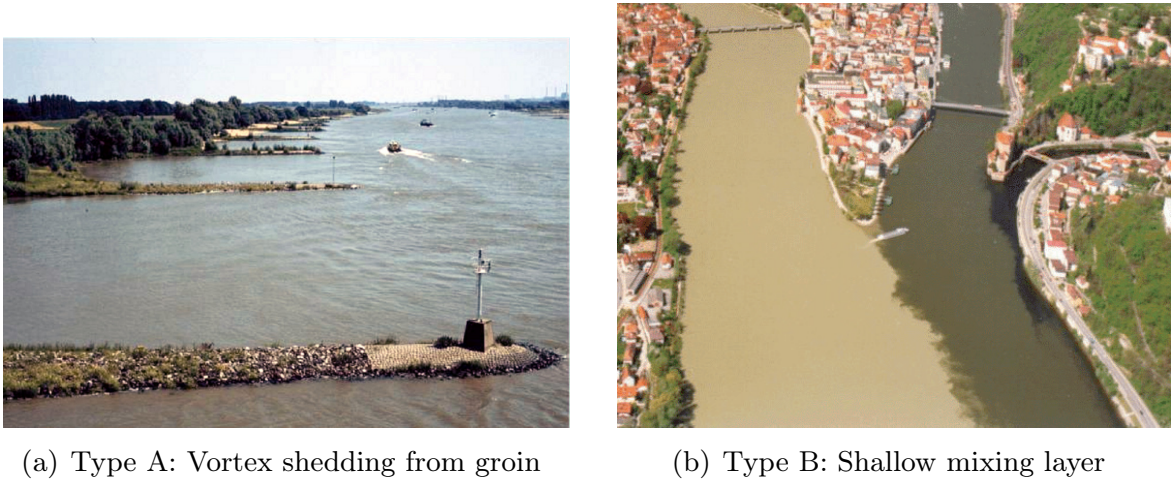 (a) Type A: Vortex shedding from groin
(b) Type B: Shallow mixing layer